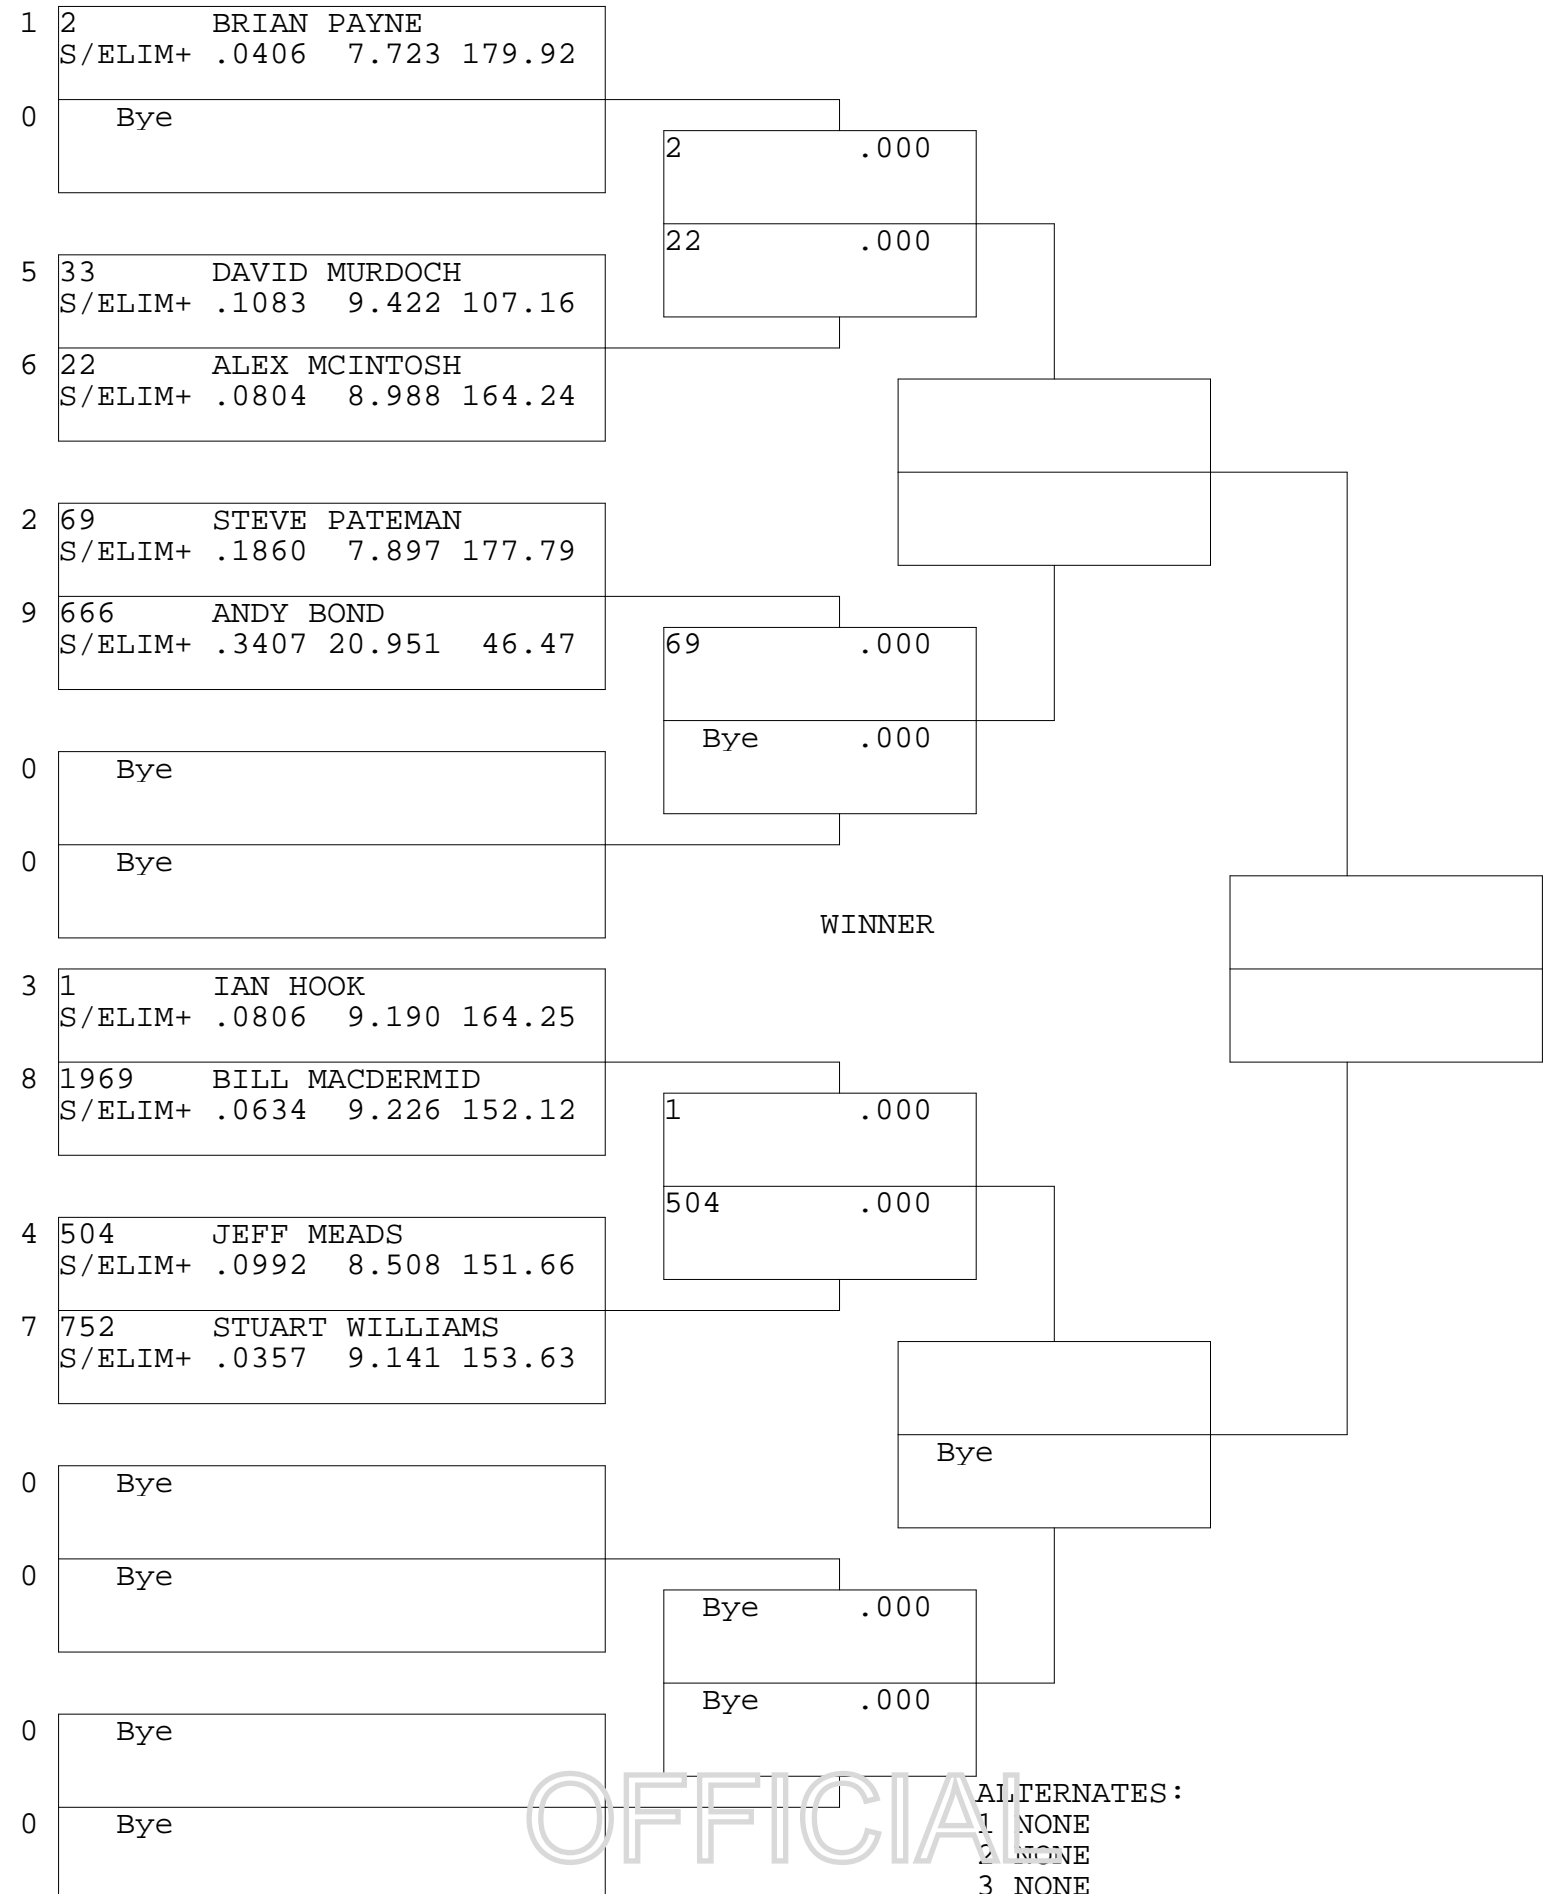 1 2 BRIAN PAYNE
S/ELIM+ .0406 7.723 179.92
0 Bye
2 .000
22 .000
5 33 DAVID MURDOCH
S/ELIM+ .1083 9.422 107.16
6 22 ALEX MCINTOSH
S/ELIM+ .0804 8.988 164.24
2 69 STEVE PATEMAN
S/ELIM+ .1860 7.897 177.79
9 666 ANDY BOND
S/ELIM+ .3407 20.951 46.47
69 .000
Bye .000
0 Bye
0 Bye
WINNER
3 1 IAN HOOK
S/ELIM+ .0806 9.190 164.25
8 1969 BILL MACDERMID
S/ELIM+ .0634 9.226 152.12
1 .000
504 .000
4 504 JEFF MEADS
S/ELIM+ .0992 8.508 151.66
7 752 STUART WILLIAMS
S/ELIM+ .0357 9.141 153.63
Bye
0 Bye
0 Bye
Bye .000
Bye .000
0 Bye
0 Bye
OFFICIAL
ALTERNATES:
1 NONE
2 NONE
3 NONE